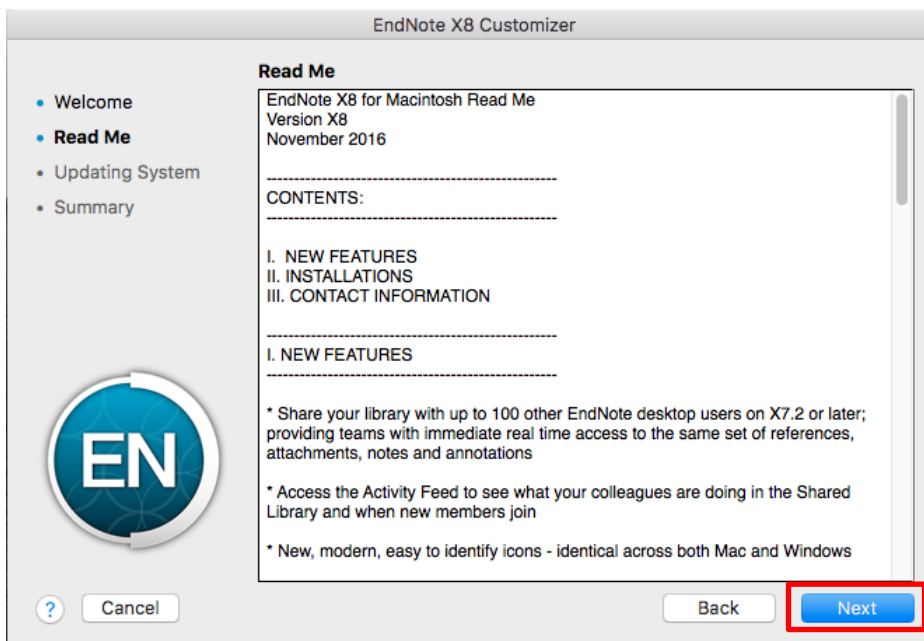 EndNote X8 Customizer
Welcome
Read Me
Updating System
Summary
EN
Read Me
EndNote X8 for Macintosh Read Me
Version X8
November 2016
-----------------------------------------------------
CONTENTS:
-----------------------------------------------------
I.  NEW FEATURES
II. INSTALLATIONS
III. CONTACT INFORMATION
-----------------------------------------------------
I. NEW FEATURES
-----------------------------------------------------
* Share your library with up to 100 other EndNote desktop users on X7.2 or later;
providing teams with immediate real time access to the same set of references,
attachments, notes and annotations
* Access the Activity Feed to see what your colleagues are doing in the Shared
Library and when new members join
* New, modern, easy to identify icons - identical across both Mac and Windows
? Cancel Back Next